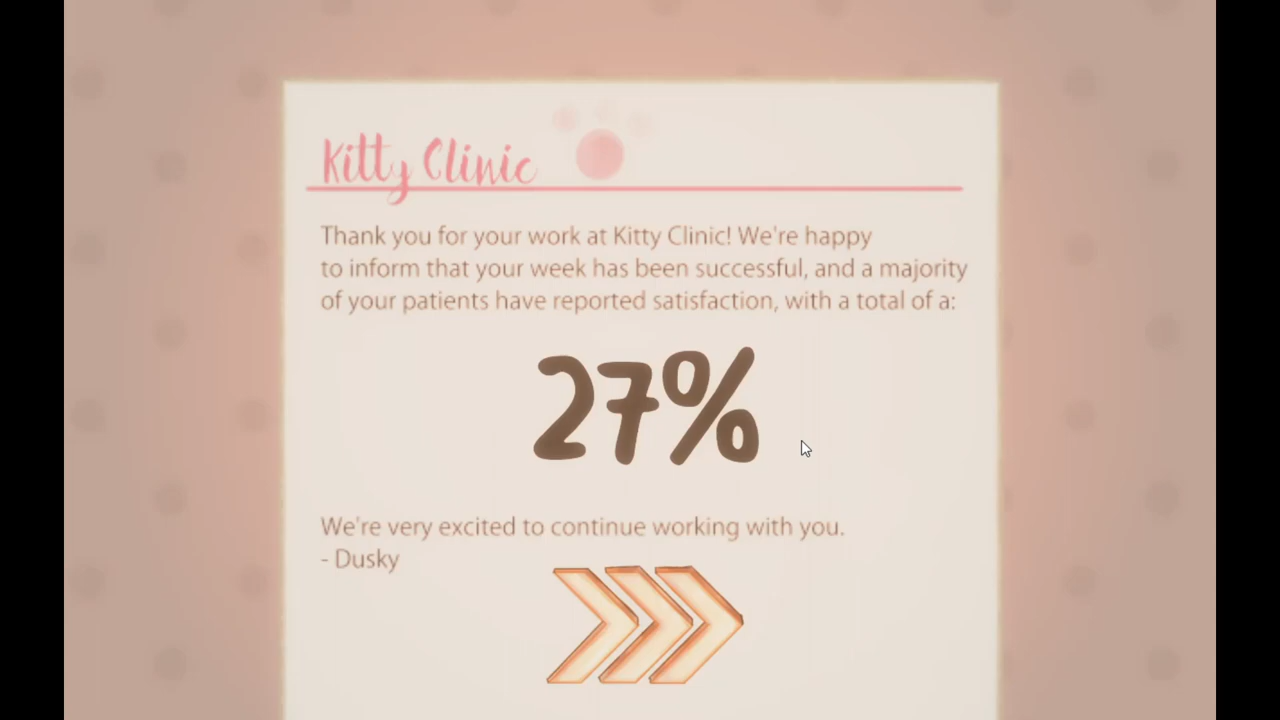 Kitty Clinic
Thank you for your work at Kitty Clinic! We're happy
to inform that your week has been successful, and a majority
of your patients have reported satisfaction, with a total of a:
27%
We're very excited to continue working with you.
- Dusky